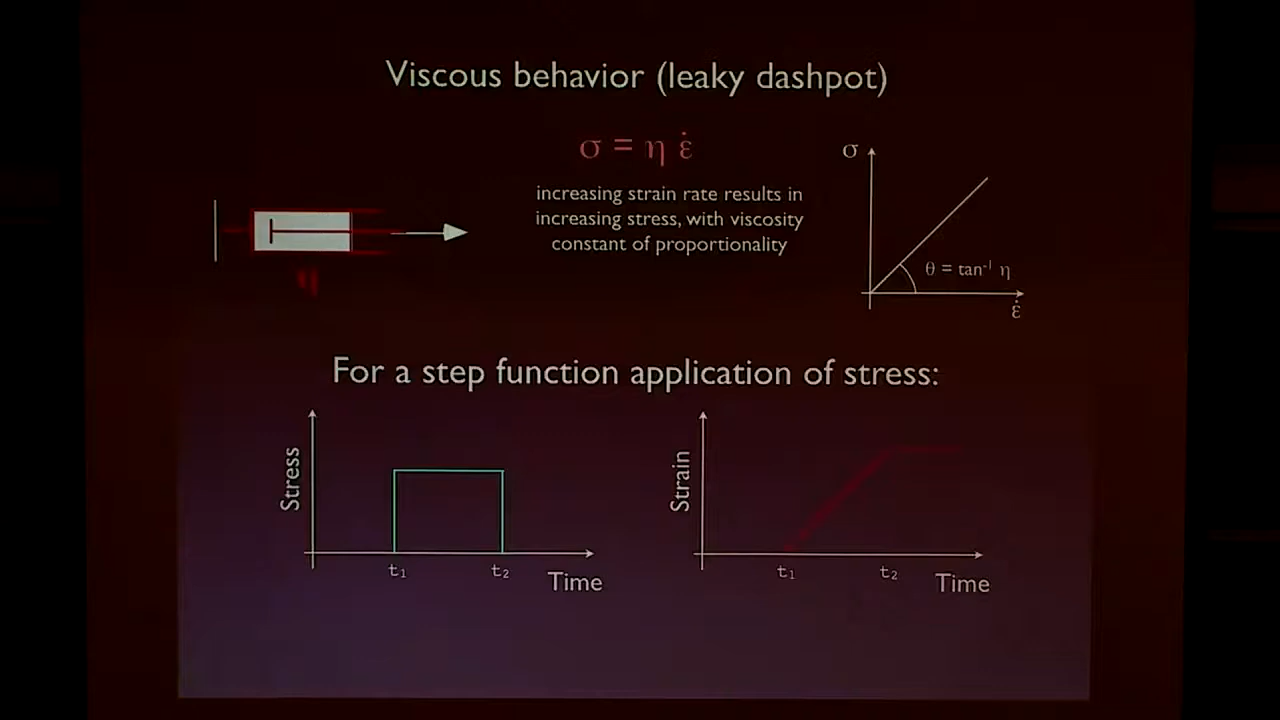 Viscous behavior (leaky dashpot)
σ = η ε̇
increasing strain rate results in
increasing stress, with viscosity
constant of proportionality
η
σ
θ = tan⁻¹ η
ε̇
For a step function application of stress:
Stress
t₁
t₂
Time
Strain
t₁
t₂
Time